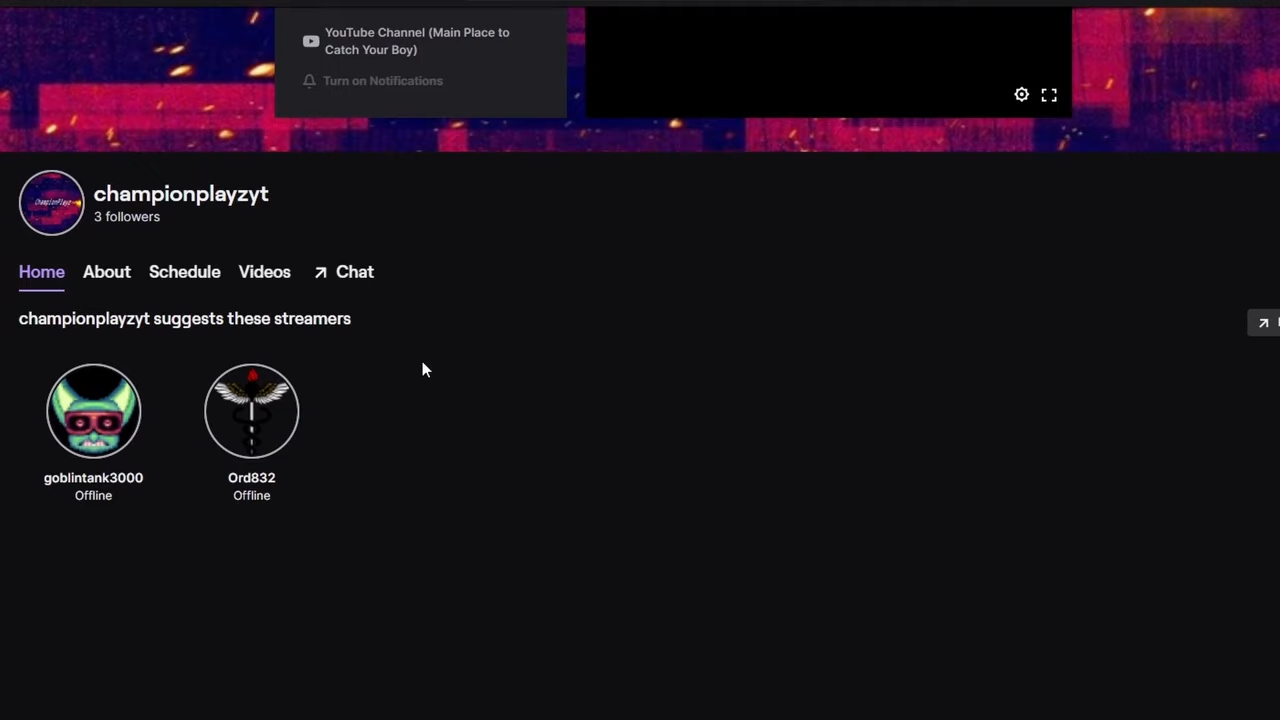 YouTube Channel (Main Place to
Catch Your Boy)
Turn on Notifications
championplayzyt
3 followers
Home About Schedule Videos Chat
championplayzyt suggests these streamers
goblintank3000 Ord832
Offline Offline